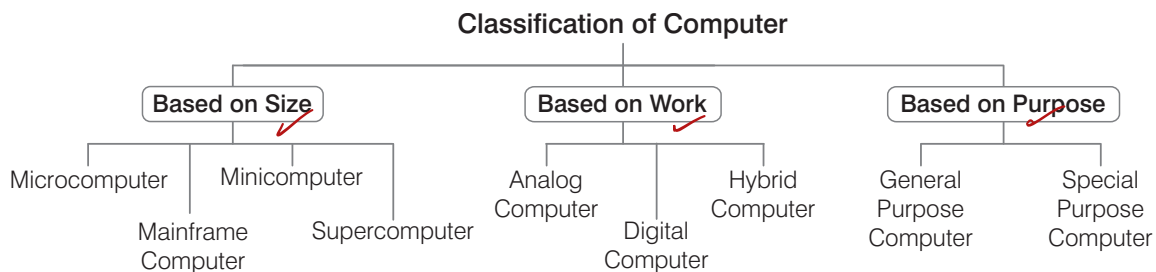 Classification of Computer
Based on Size
Based on Work
Based on Purpose
Microcomputer
Mainframe
Computer
Minicomputer
Supercomputer
Analog
Computer
Digital
Computer
Hybrid
Computer
General
Purpose
Computer
Special
Purpose
Computer